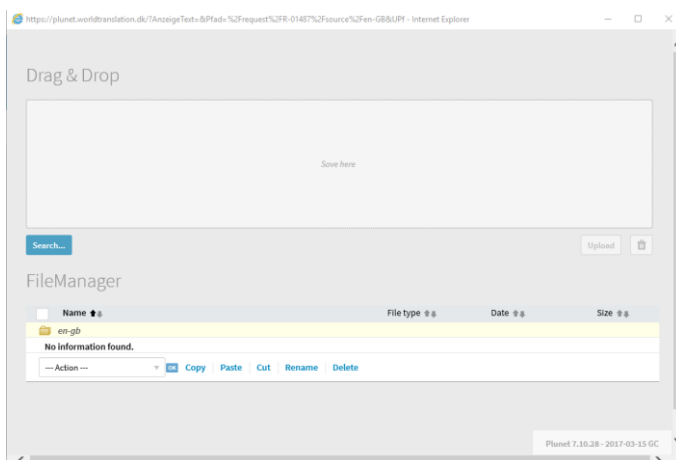 https://plunet.worldtranslation.dk/?AnzeigeText=&Pfad=%2Frequest%2FR-01487%2Fsource%2Fen-GB&UPf - Internet Explorer
Drag & Drop
Save here
Search...
Upload
FileManager
Name File type Date Size
en-gb
No information found.
--- Action --- OK Copy Paste Cut Rename Delete
Plunet 7.10.28 - 2017-03-15 GC